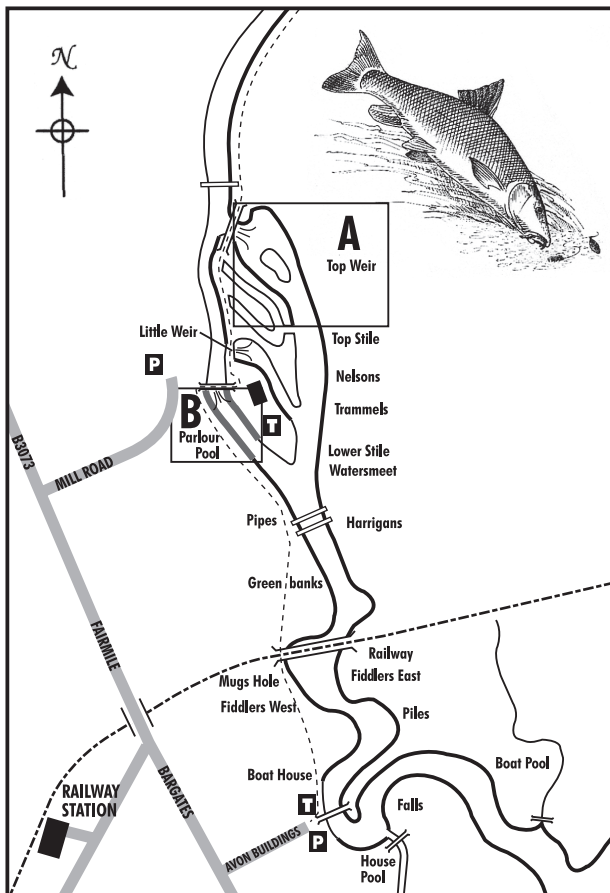 N
A
Top Weir
Top Stile
Little Weir
P
Nelsons
B
Trammels
T
Parlour
Pool
B3073
MILL ROAD
Lower Stile
Watersmeet
Pipes
Harrigans
Green banks
FAIRMILE
Railway
Mugs Hole
Fiddlers East
Fiddlers West
Piles
BARGATES
Boat Pool
Boat House
RAILWAY
STATION
T
Falls
AVON BUILDINGS
P
House
Pool